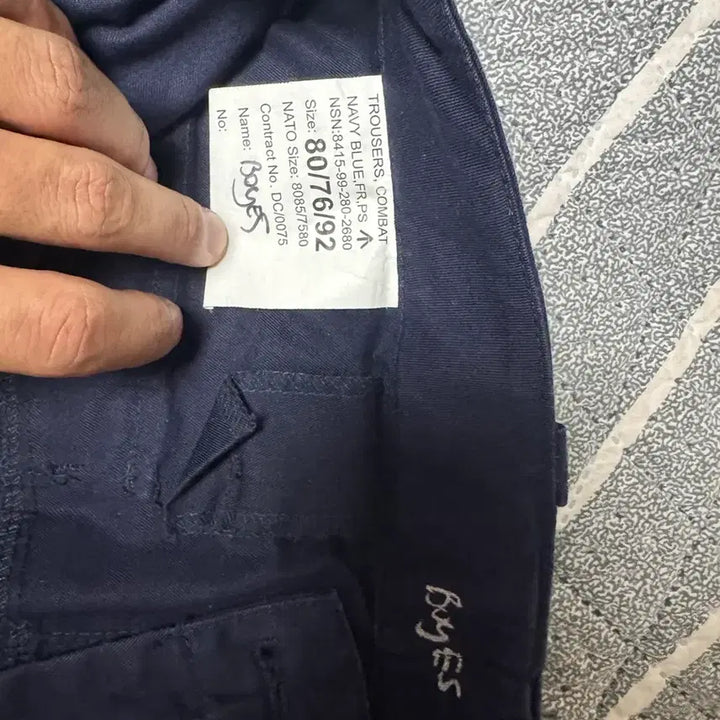 TROUSERS, COMBAT
NAVY BLUE,FR,PS
NSN:8415-99-280-2680
Size: 80/76/92
NATO Size: 8085/7580
Contract No. DC/0075
Name: BoyES
No:
BoyES